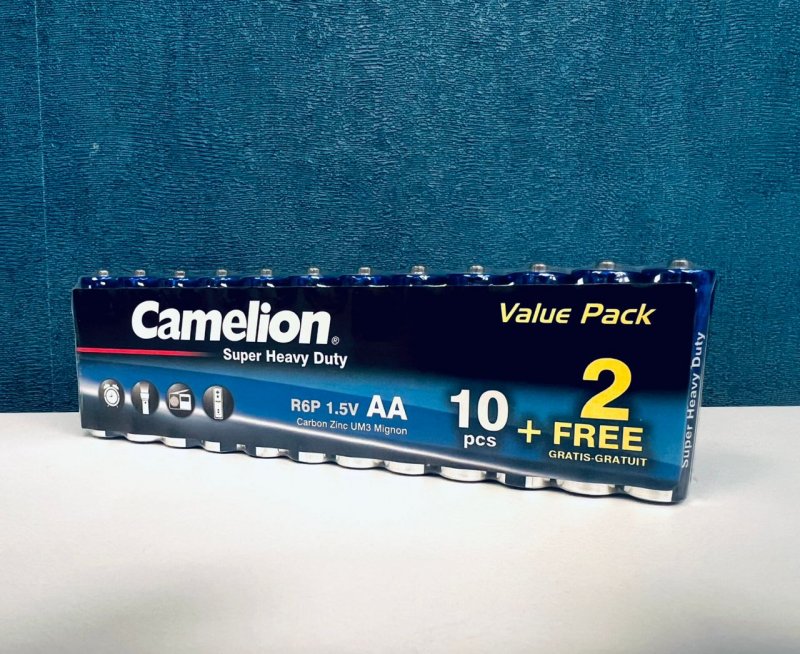 Camelion®
Super Heavy Duty
Value Pack
R6P 1.5V AA
Carbon Zinc UM3 Mignon
10
pcs
+
2
FREE
GRATIS-GRATUIT
Super Heavy Duty